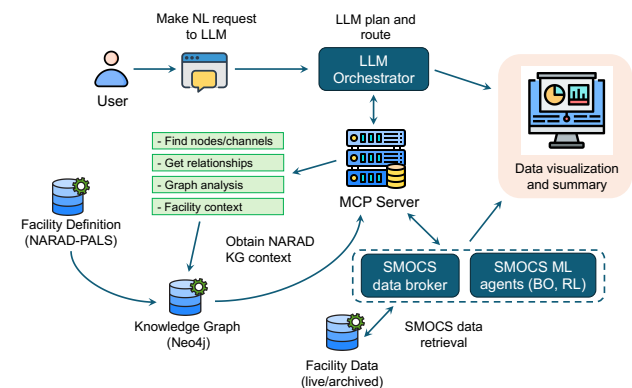 Make NL request
to LLM
LLM plan and
route
LLM
Orchestrator
User
- Find nodes/channels
- Get relationships
- Graph analysis
- Facility context
MCP Server
Data visualization
and summary
Facility Definition
(NARAD-PALS)
Obtain NARAD
KG context
SMOCS
data broker
SMOCS ML
agents (BO, RL)
Knowledge Graph
(Neo4j)
SMOCS data
retrieval
Facility Data
(live/archived)